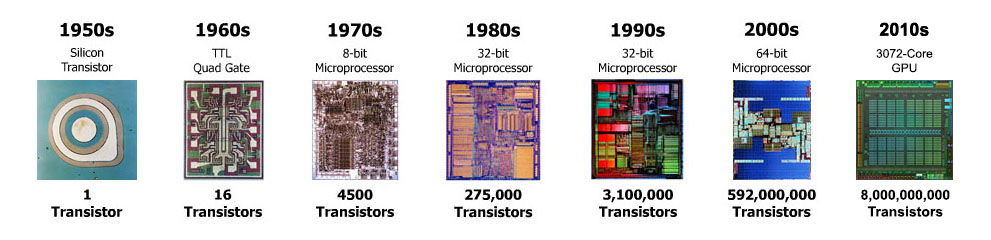 1950s
Silicon
Transistor
1
Transistor
1960s
TTL
Quad Gate
16
Transistors
1970s
8-bit
Microprocessor
4500
Transistors
1980s
32-bit
Microprocessor
275,000
Transistors
1990s
32-bit
Microprocessor
3,100,000
Transistors
2000s
64-bit
Microprocessor
592,000,000
Transistors
2010s
3072-Core
GPU
8,000,000,000
Transistors